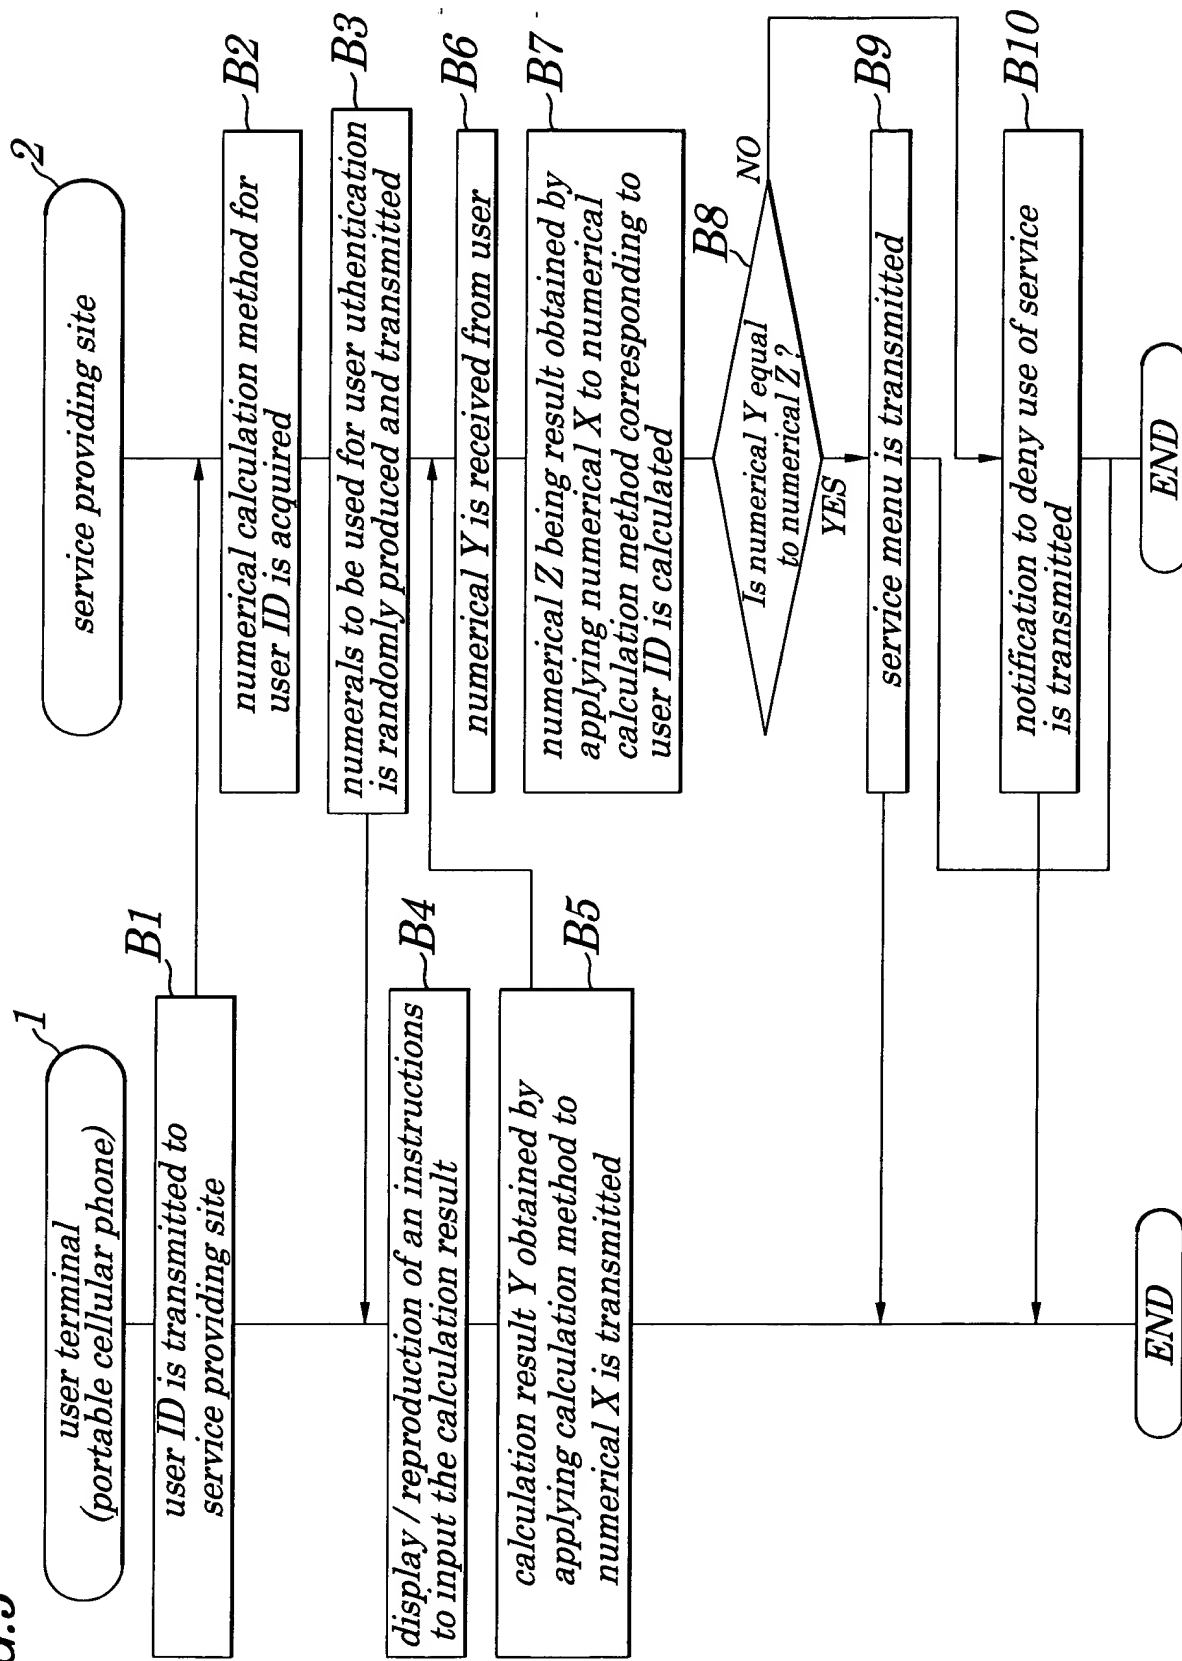 1
user terminal
(portable cellular phone)
B1
user ID is transmitted to
service providing site
B4
display / reproduction of an instructions
to input the calculation result
B5
calculation result Y obtained by
applying calculation method to
numerical X is transmitted
END
2
service providing site
B2
numerical calculation method for
user ID is acquired
B3
numerals to be used for user uthentication
is randomly produced and transmitted
B6
numerical Y is received from user
B7
numerical Z being result obtained by
applying numerical X to numerical
calculation method corresponding to
user ID is calculated
B8
Is numerical Y equal
to numerical Z ?
NO
YES
B9
service menu is transmitted
B10
notification to deny use of service
is transmitted
END